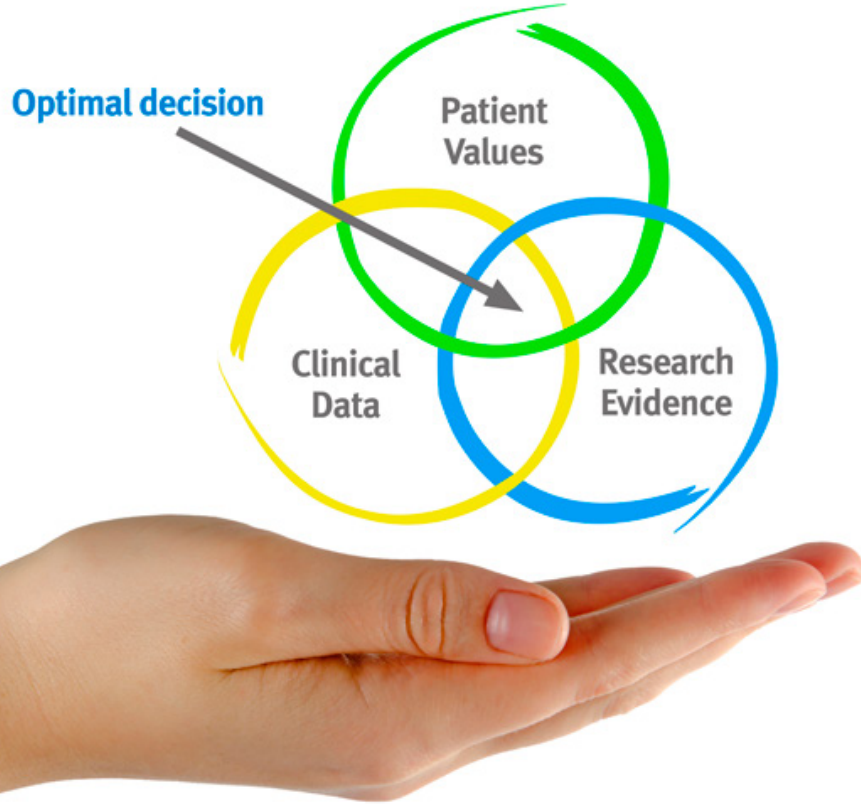 Optimal decision
Patient
Values
Clinical
Data
Research
Evidence